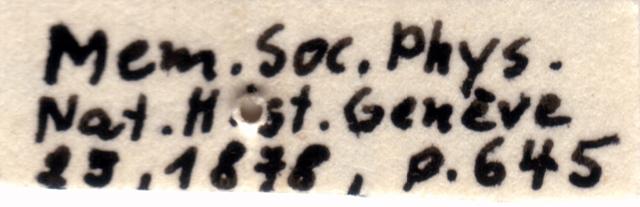 Mem. Soc. Phys.
Nat. Hist. Genève
25, 1878, p. 645